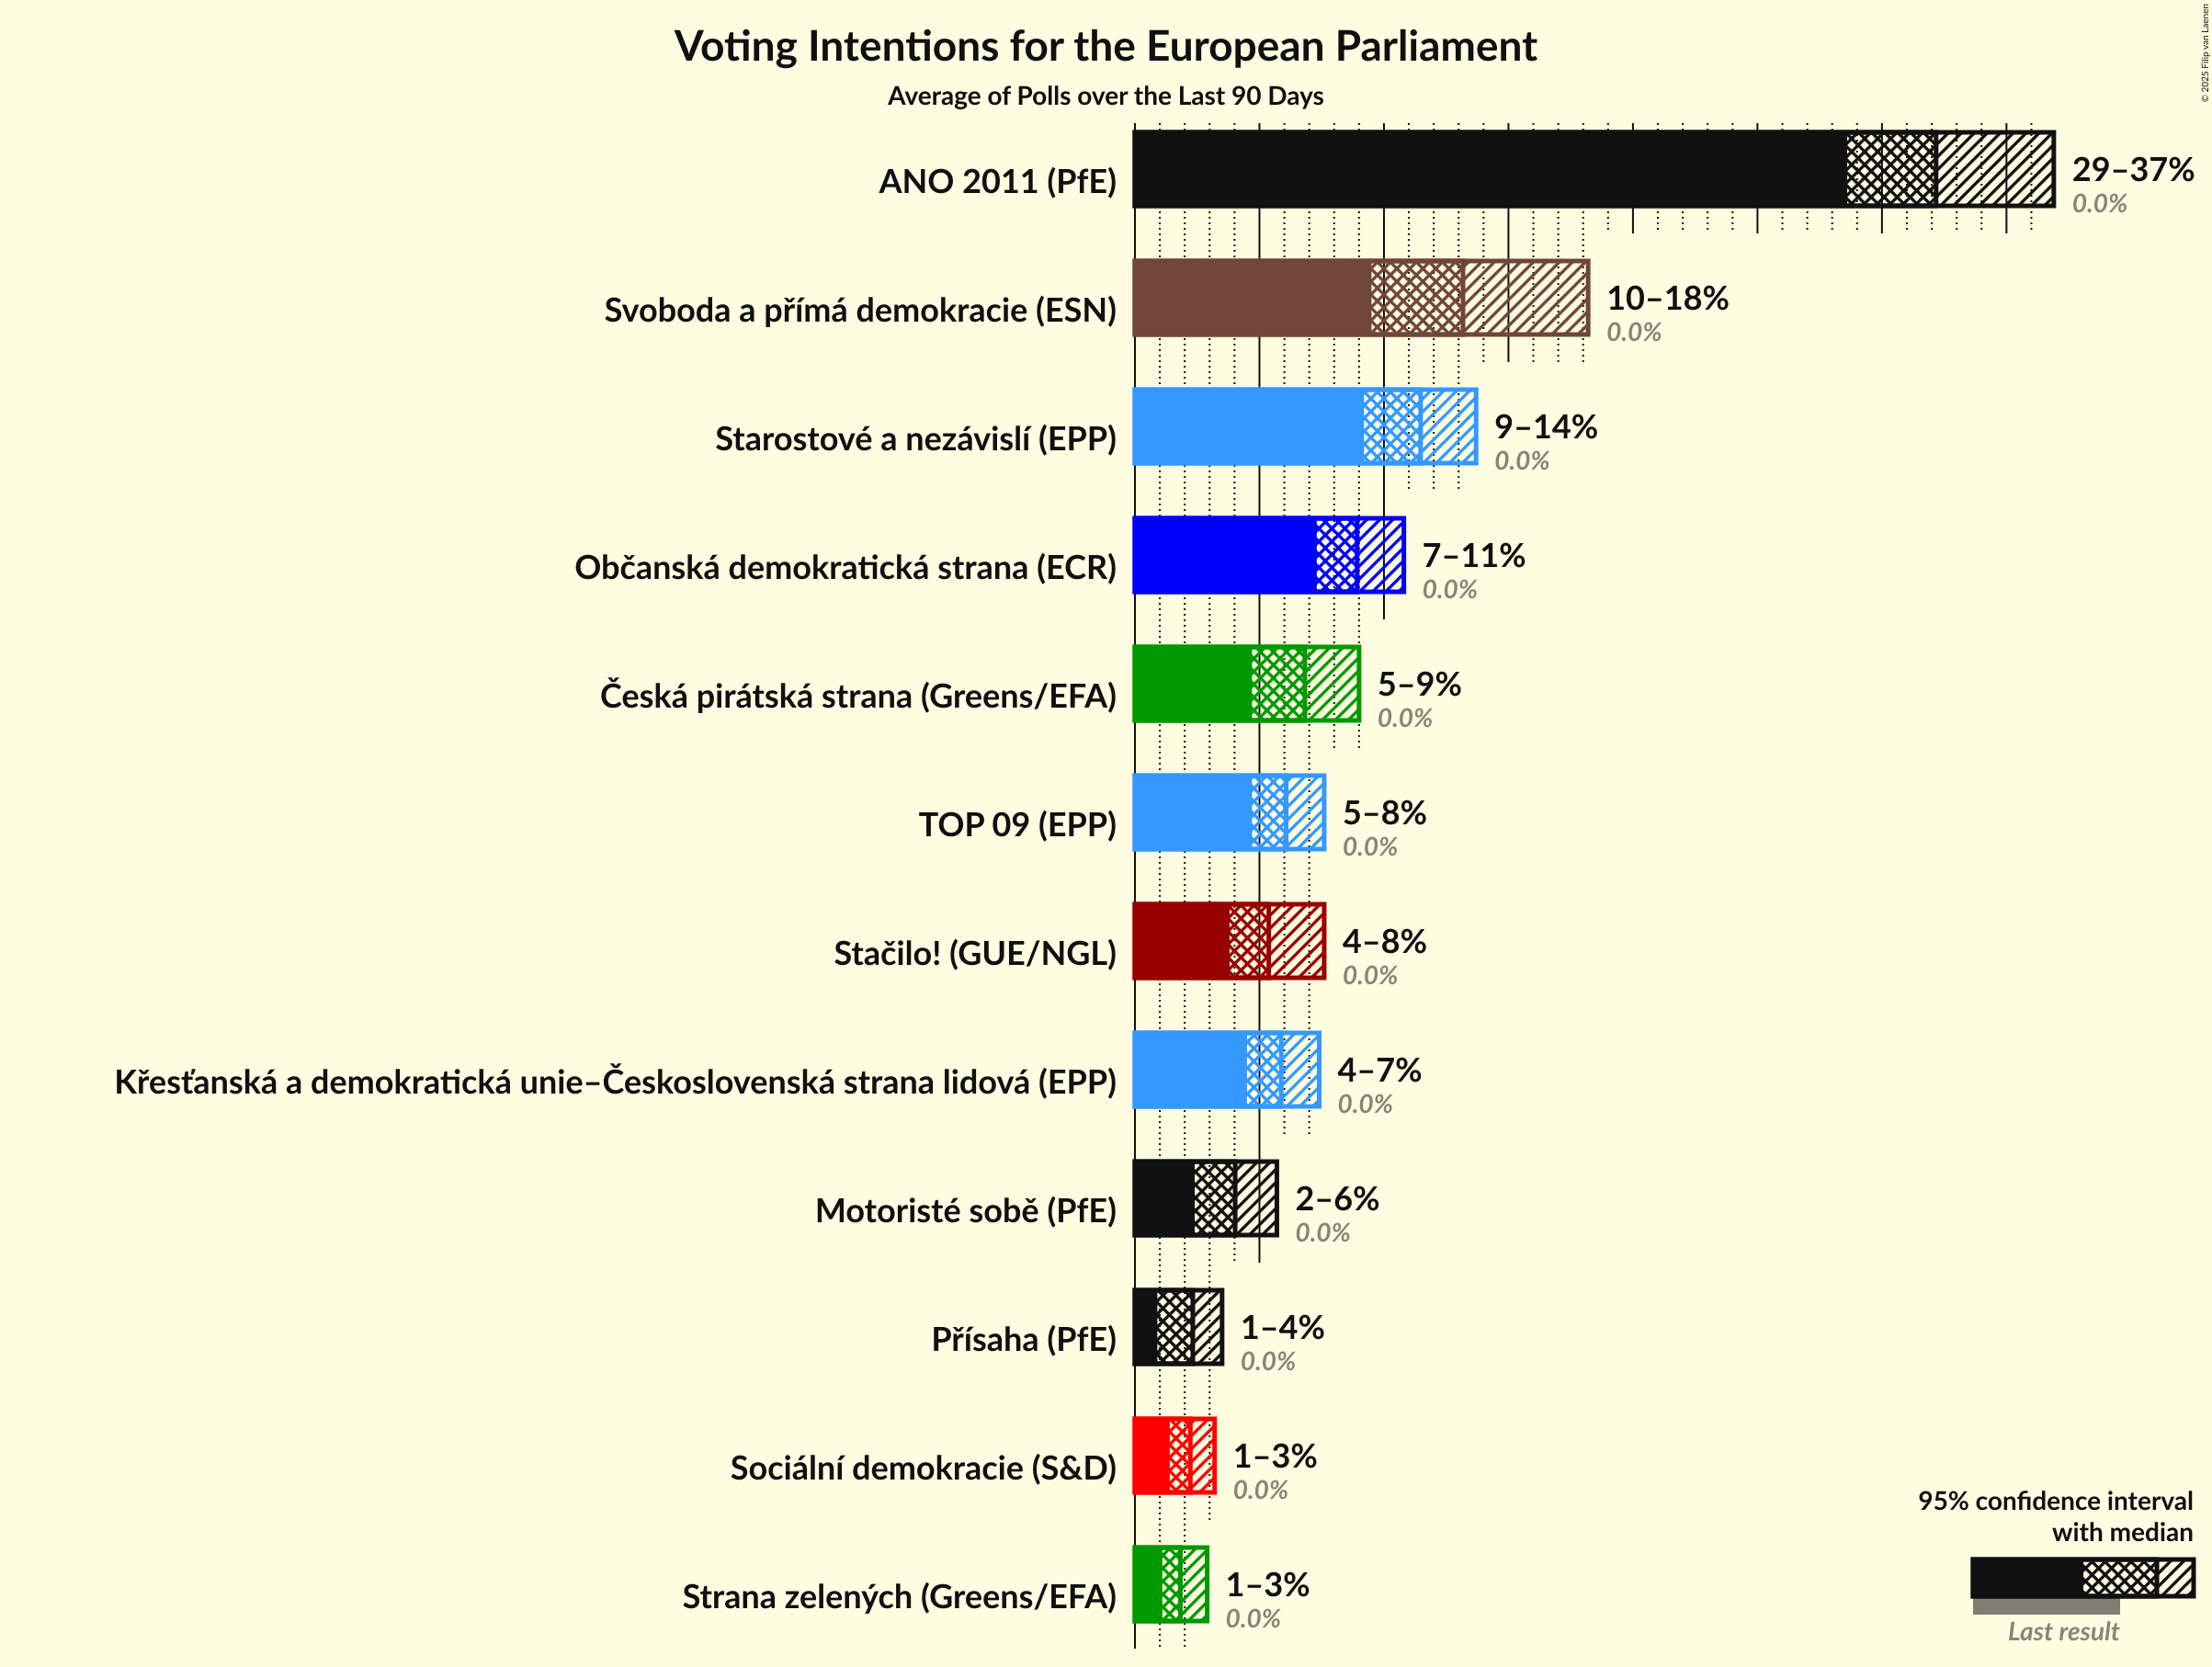 Voting Intentions for the European Parliament
Average of Polls over the Last 90 Days
© 2025 Filip van Laenen
ANO 2011 (PfE)
29–37%
0.0%
Svoboda a přímá demokracie (ESN)
10–18%
0.0%
Starostové a nezávislí (EPP)
9–14%
0.0%
Občanská demokratická strana (ECR)
7–11%
0.0%
Česká pirátská strana (Greens/EFA)
5–9%
0.0%
TOP 09 (EPP)
5–8%
0.0%
Stačilo! (GUE/NGL)
4–8%
0.0%
Křesťanská a demokratická unie–Československá strana lidová (EPP)
4–7%
0.0%
Motoristé sobě (PfE)
2–6%
0.0%
Přísaha (PfE)
1–4%
0.0%
Sociální demokracie (S&D)
1–3%
0.0%
Strana zelených (Greens/EFA)
1–3%
0.0%
95% confidence interval
with median
Last result